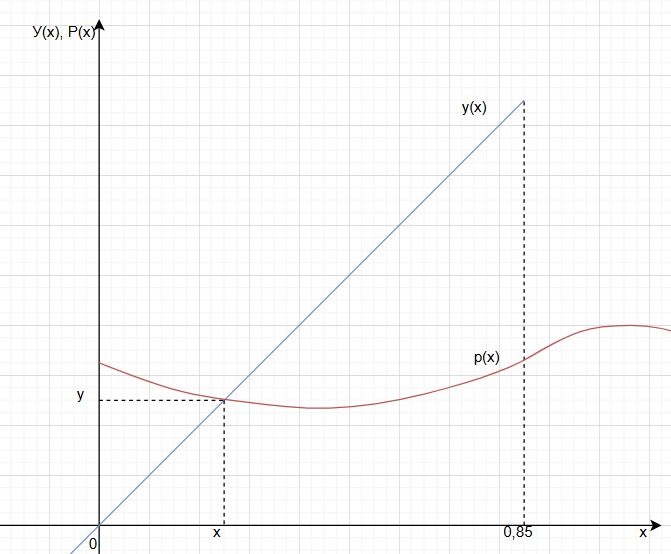 У(x), P(x)
y(x)
p(x)
y
x
0,85
x
0